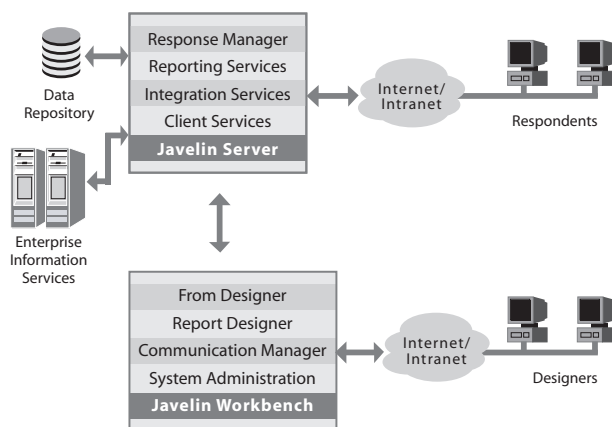 Response Manager
Reporting Services
Integration Services
Client Services
Javelin Server
Data
Repository
Enterprise
Information
Services
Internet/
Intranet
Respondents
From Designer
Report Designer
Communication Manager
System Administration
Javelin Workbench
Internet/
Intranet
Designers